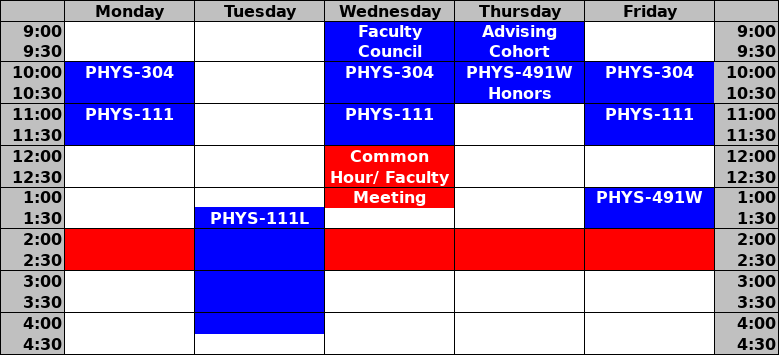 Monday Tuesday Wednesday Thursday Friday
9:00 Faculty Advising 9:00
9:30 Council Cohort 9:30
10:00 PHYS-304 PHYS-304 PHYS-491W PHYS-304 10:00
10:30 Honors 10:30
11:00 PHYS-111 PHYS-111 PHYS-111 11:00
11:30 11:30
12:00 Common 12:00
12:30 Hour/ Faculty 12:30
1:00 Meeting PHYS-491W 1:00
1:30 PHYS-111L 1:30
2:00 2:00
2:30 2:30
3:00 3:00
3:30 3:30
4:00 4:00
4:30 4:30